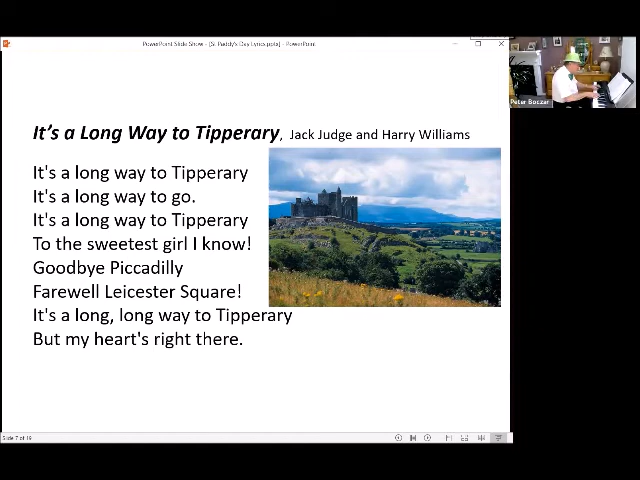 PowerPoint Slide Show - [St Paddy's Day Lyrics.pptx] - PowerPoint
Peter Boczar
It's a Long Way to Tipperary, Jack Judge and Harry Williams
It's a long way to Tipperary
It's a long way to go.
It's a long way to Tipperary
To the sweetest girl I know!
Goodbye Piccadilly
Farewell Leicester Square!
It's a long, long way to Tipperary
But my heart's right there.
Slide 7 of 19